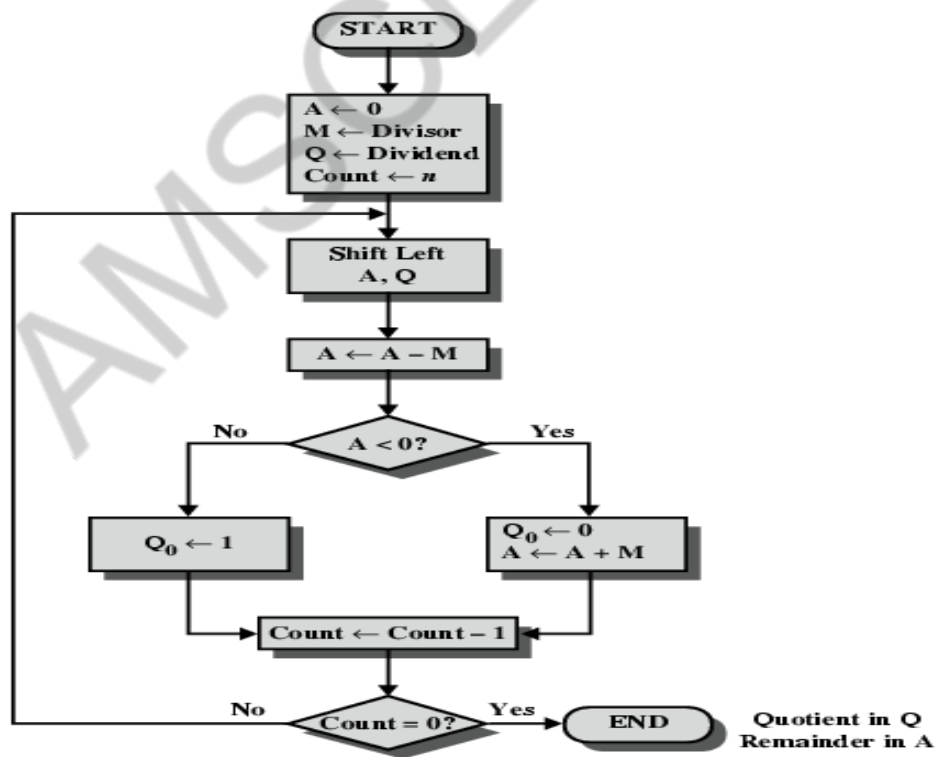 START
A ← 0
M ← Divisor
Q ← Dividend
Count ← n
Shift Left
A, Q
A ← A – M
No
A < 0?
Yes
Q₀ ← 1
Q₀ ← 0
A ← A + M
Count ← Count – 1
No
Count = 0?
Yes
END
Quotient in Q
Remainder in A